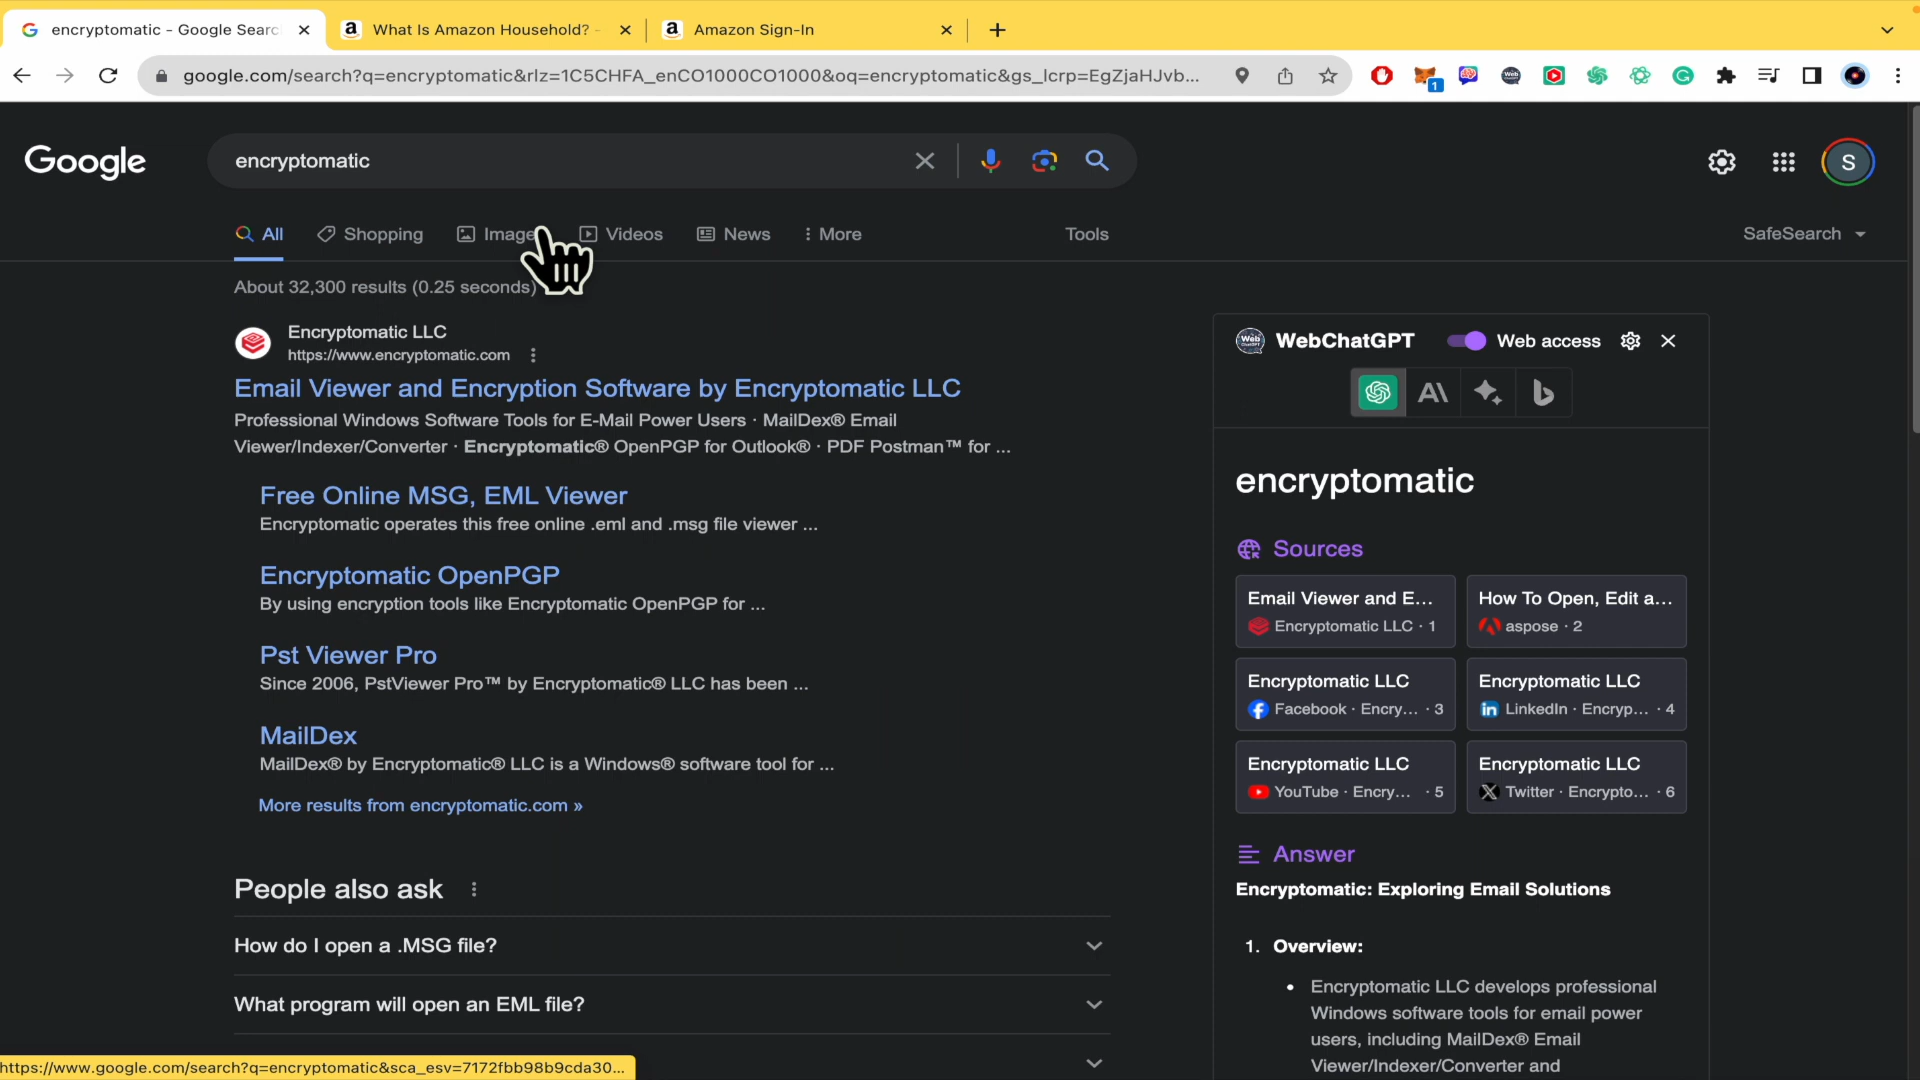 encryptomatic - Google Searc
What Is Amazon Household? -
Amazon Sign-In
google.com/search?q=encryptomatic&rlz=1C5CHFA_enCO1000CO1000&oq=encryptomatic&gs_lcrp=EgZjaHJvb...
1
Google
encryptomatic
S
All
Shopping
Image
Videos
News
More
Tools
SafeSearch
About 32,300 results (0.25 seconds)
Encryptomatic LLC
https://www.encryptomatic.com
Email Viewer and Encryption Software by Encryptomatic LLC
Professional Windows Software Tools for E-Mail Power Users · MailDex® Email
Viewer/Indexer/Converter · Encryptomatic® OpenPGP for Outlook® · PDF Postman™ for ...
Free Online MSG, EML Viewer
Encryptomatic operates this free online .eml and .msg file viewer ...
Encryptomatic OpenPGP
By using encryption tools like Encryptomatic OpenPGP for ...
Pst Viewer Pro
Since 2006, PstViewer Pro™ by Encryptomatic® LLC has been ...
MailDex
MailDex® by Encryptomatic® LLC is a Windows® software tool for ...
More results from encryptomatic.com »
People also ask
How do I open a .MSG file?
What program will open an EML file?
https://www.google.com/search?q=encryptomatic&sca_esv=7172fbb98b9cda30...
WebChatGPT
Web access
encryptomatic
Sources
Email Viewer and E...
Encryptomatic LLC · 1
How To Open, Edit a...
aspose · 2
Encryptomatic LLC
Facebook · Encry... · 3
Encryptomatic LLC
LinkedIn · Encryp... · 4
Encryptomatic LLC
YouTube · Encry... · 5
Encryptomatic LLC
Twitter · Encrypto... · 6
Answer
Encryptomatic: Exploring Email Solutions
1. Overview:
• Encryptomatic LLC develops professional
Windows software tools for email power
users, including MailDex® Email
Viewer/Indexer/Converter and